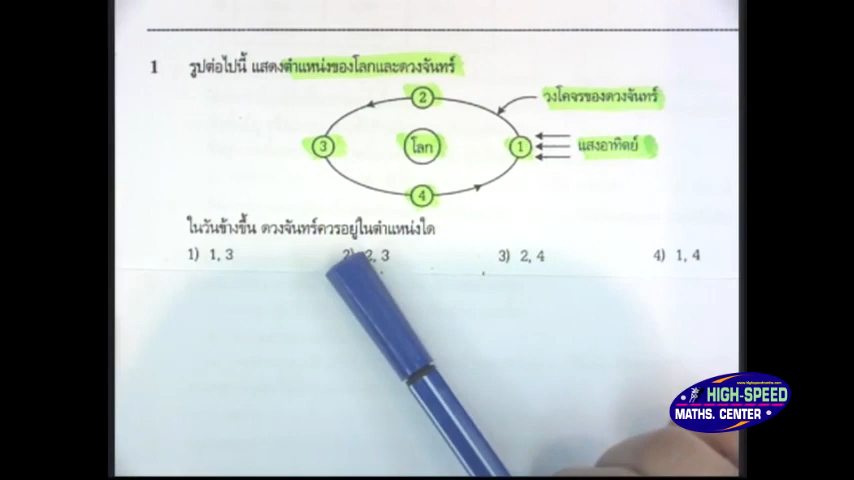 1 รูปต่อไปนี้ แสดงตำแหน่งของโลกและดวงจันทร์
2 วงโคจรของดวงจันทร์
3 โลก 1 แสงอาทิตย์
4
ในวันข้างขึ้น ดวงจันทร์ควรอยู่ในตำแหน่งใด
1) 1, 3 2) 2, 3 3) 2, 4 4) 1, 4
www.highspeedmaths.com
HIGH-SPEED
MATHS. CENTER